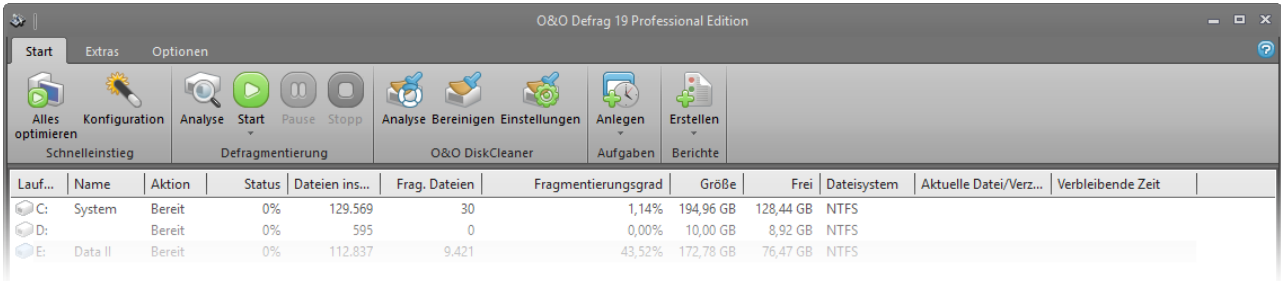 O&O Defrag 19 Professional Edition
Start Extras Optionen
Alles optimieren Konfiguration Analyse Start Pause Stopp Analyse Bereinigen Einstellungen Anlegen Erstellen
Schnelleinstieg Defragmentierung O&O DiskCleaner Aufgaben Berichte
Lauf... Name Aktion Status Dateien ins... Frag. Dateien Fragmentierungsgrad Größe Frei Dateisystem Aktuelle Datei/Verz... Verbleibende Zeit
C: System Bereit 0% 129.569 30 1,14% 194,96 GB 128,44 GB NTFS
D: Bereit 0% 595 0 0,00% 10,00 GB 8,92 GB NTFS
E: Data II Bereit 0% 112.837 9.421 43,52% 172,78 GB 76,47 GB NTFS